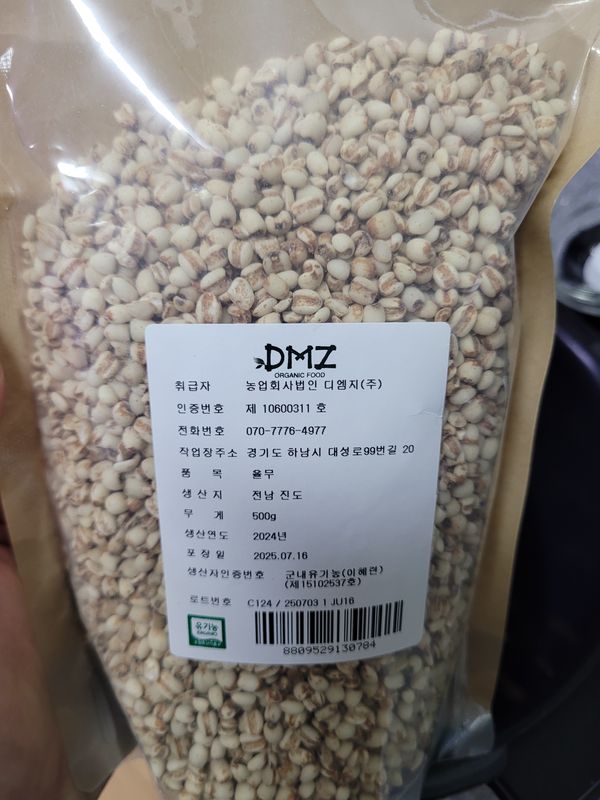 DMZ
ORGANIC FOOD
취급자 농업회사법인 디엠지(주)
인증번호 제 10600311 호
전화번호 070-7776-4977
작업장주소 경기도 하남시 대성로99번길 20
품 목 율무
생 산 지 전남 진도
무 게 500g
생산연도 2024년
포 장 일 2025.07.16
생산자인증번호 군내유기농(이혜련)
(제15102537호)
로트번호 C124 / 250703 1 JU16
유기농
ORGANIC
8809529130784